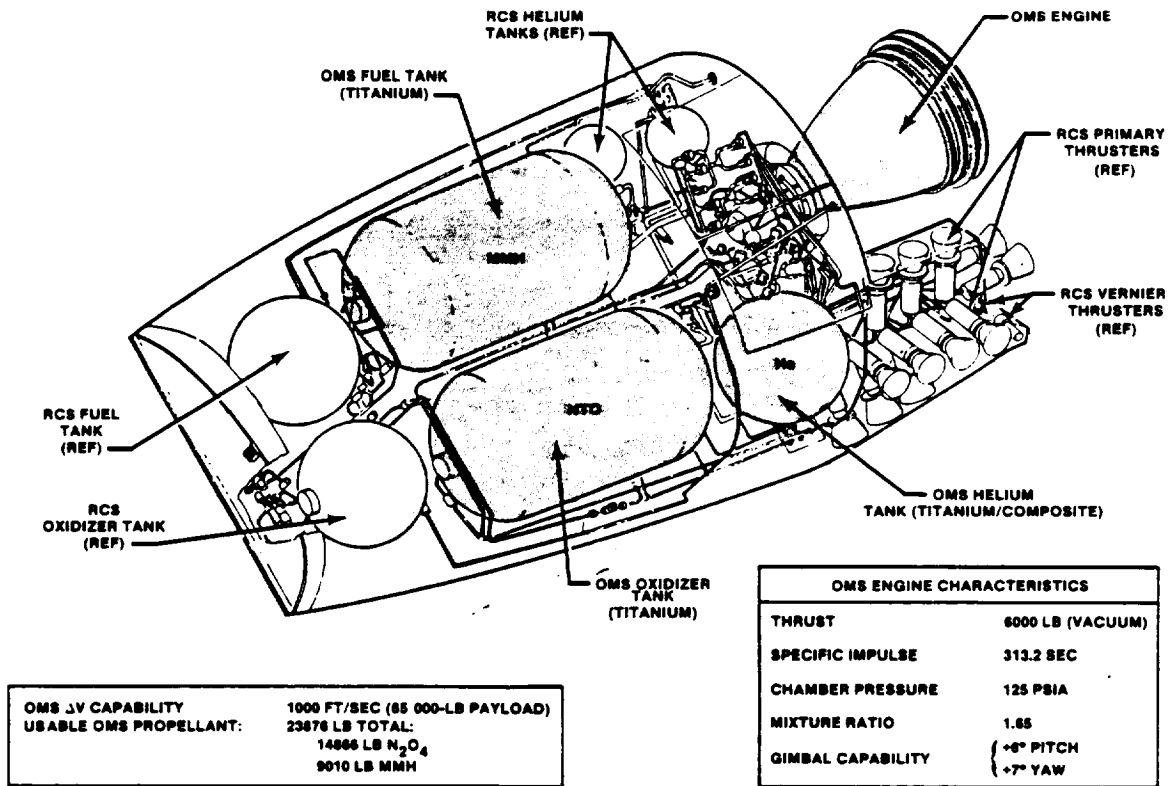 RCS HELIUM
TANKS (REF)
OMS ENGINE
OMS FUEL TANK
(TITANIUM)
RCS PRIMARY
THRUSTERS
(REF)
MMH
RCS VERNIER
THRUSTERS
(REF)
He
NTO
RCS FUEL
TANK
(REF)
RCS
OXIDIZER TANK
(REF)
OMS HELIUM
TANK (TITANIUM/COMPOSITE)
OMS OXIDIZER
TANK
(TITANIUM)
OMS ENGINE CHARACTERISTICS
THRUST 6000 LB (VACUUM)
SPECIFIC IMPULSE 313.2 SEC
CHAMBER PRESSURE 125 PSIA
MIXTURE RATIO 1.65
GIMBAL CAPABILITY { +6° PITCH
+7° YAW
OMS ΔV CAPABILITY 1000 FT/SEC (65 000-LB PAYLOAD)
USABLE OMS PROPELLANT: 23876 LB TOTAL:
14866 LB N₂O₄
9010 LB MMH